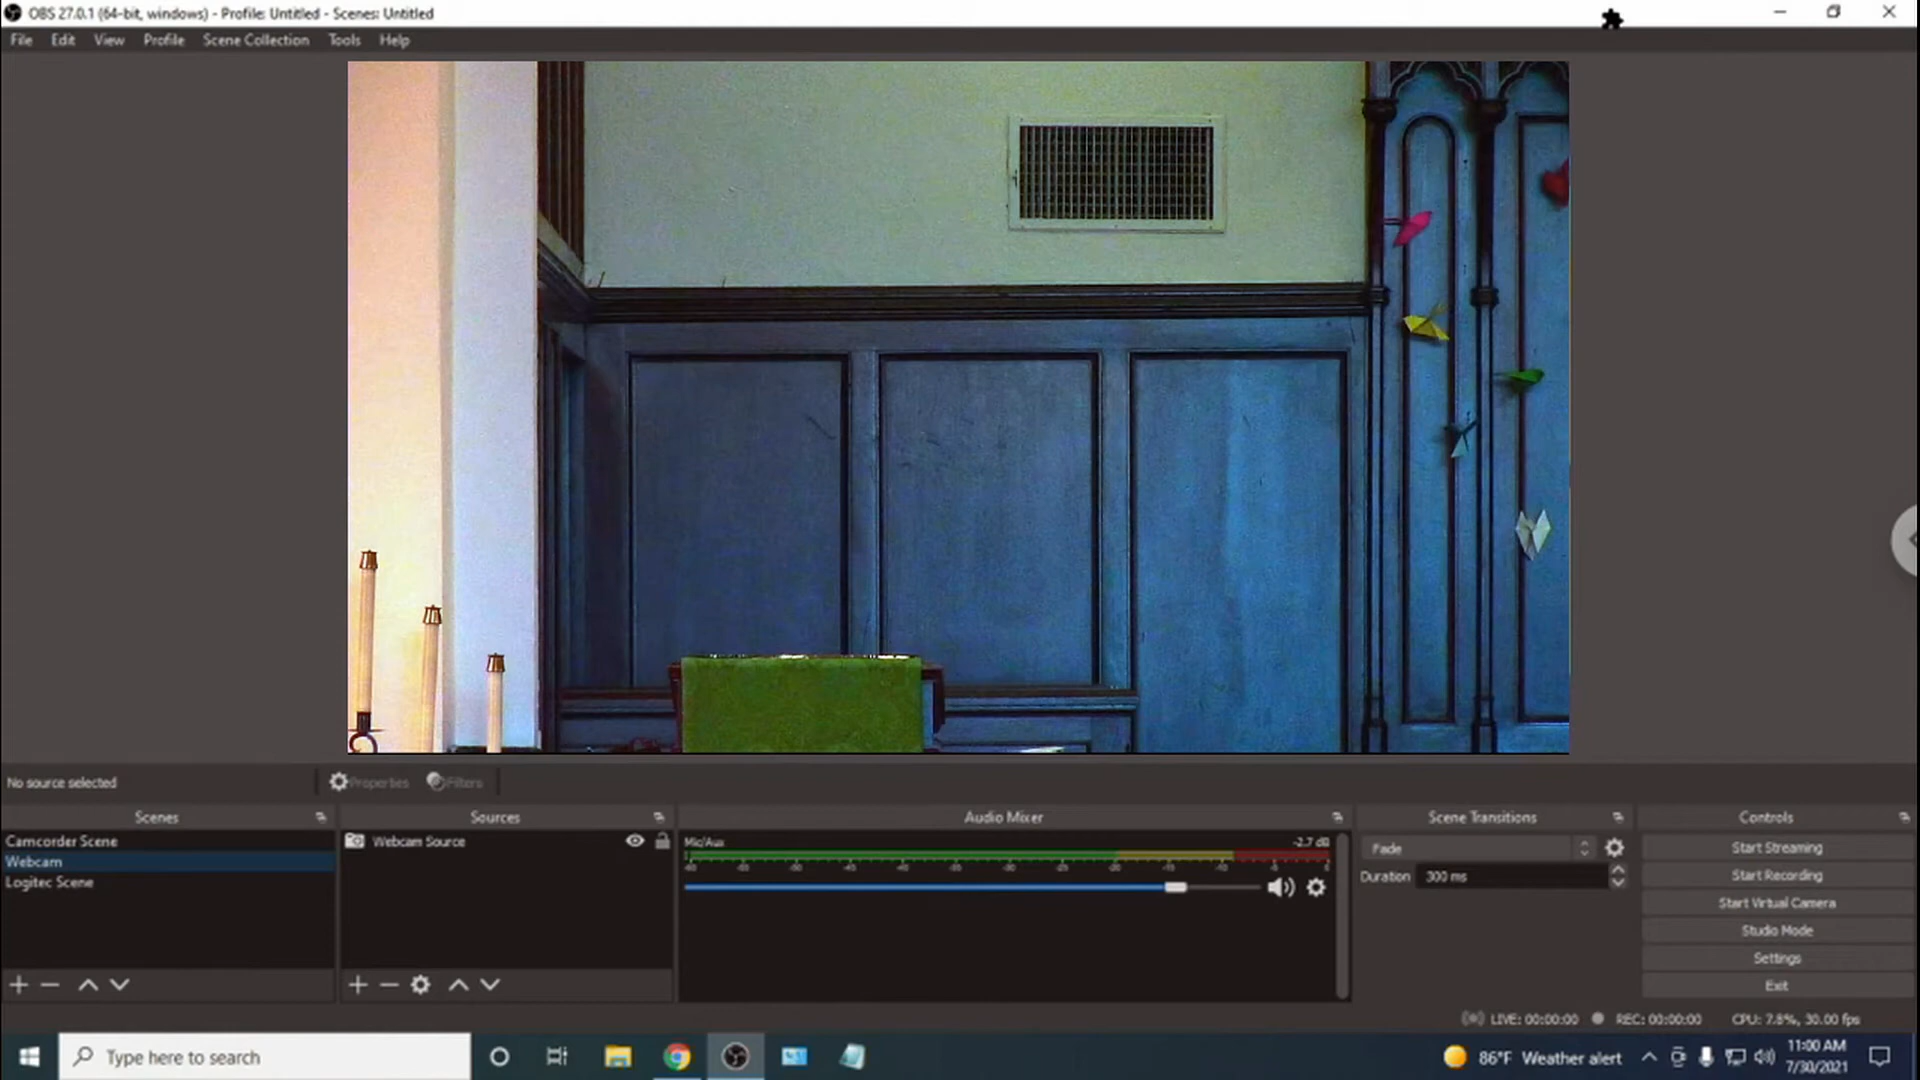 OBS 27.0.1 (64-bit, windows) - Profile: Untitled - Scenes: Untitled
File Edit View Profile Scene Collection Tools Help
No source selected
Properties
Filters
Scenes
Sources
Audio Mixer
Scene Transitions
Controls
Camcorder Scene
Webcam
Logitec Scene
Webcam Source
Mic/Aux
-2.7 dB
Fade
Duration 300 ms
Start Streaming
Start Recording
Start Virtual Camera
Studio Mode
Settings
Exit
LIVE: 00:00:00
REC: 00:00:00
CPU: 7.8%, 30.00 fps
Type here to search
86°F Weather alert
11:00 AM
7/30/2021